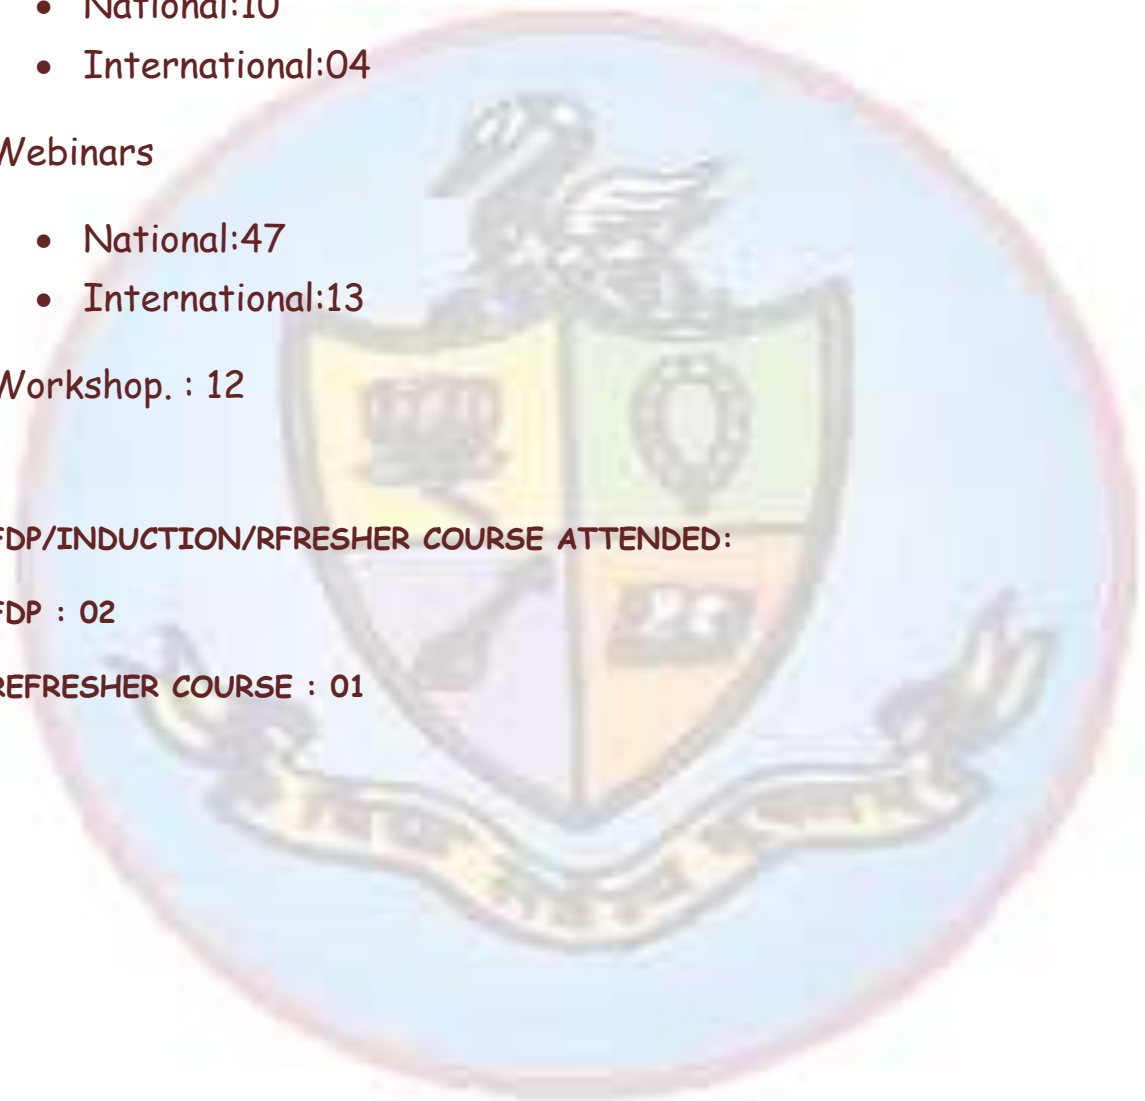 • National:10
• International:04
Webinars
• National:47
• International:13
Workshop. : 12
FDP/INDUCTION/RFRESHER COURSE ATTENDED:
FDP : 02
REFRESHER COURSE : 01